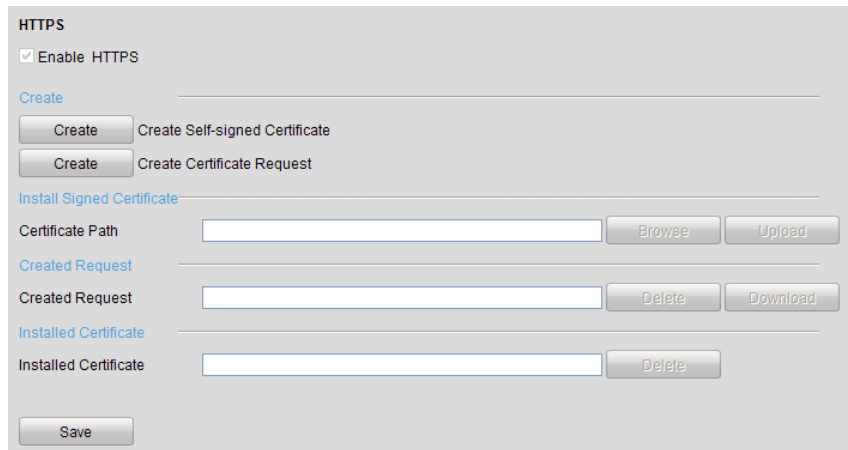 HTTPS
Enable HTTPS
Create
Create Create Self-signed Certificate
Create Create Certificate Request
Install Signed Certificate
Certificate Path Browse Upload
Created Request
Created Request Delete Download
Installed Certificate
Installed Certificate Delete
Save